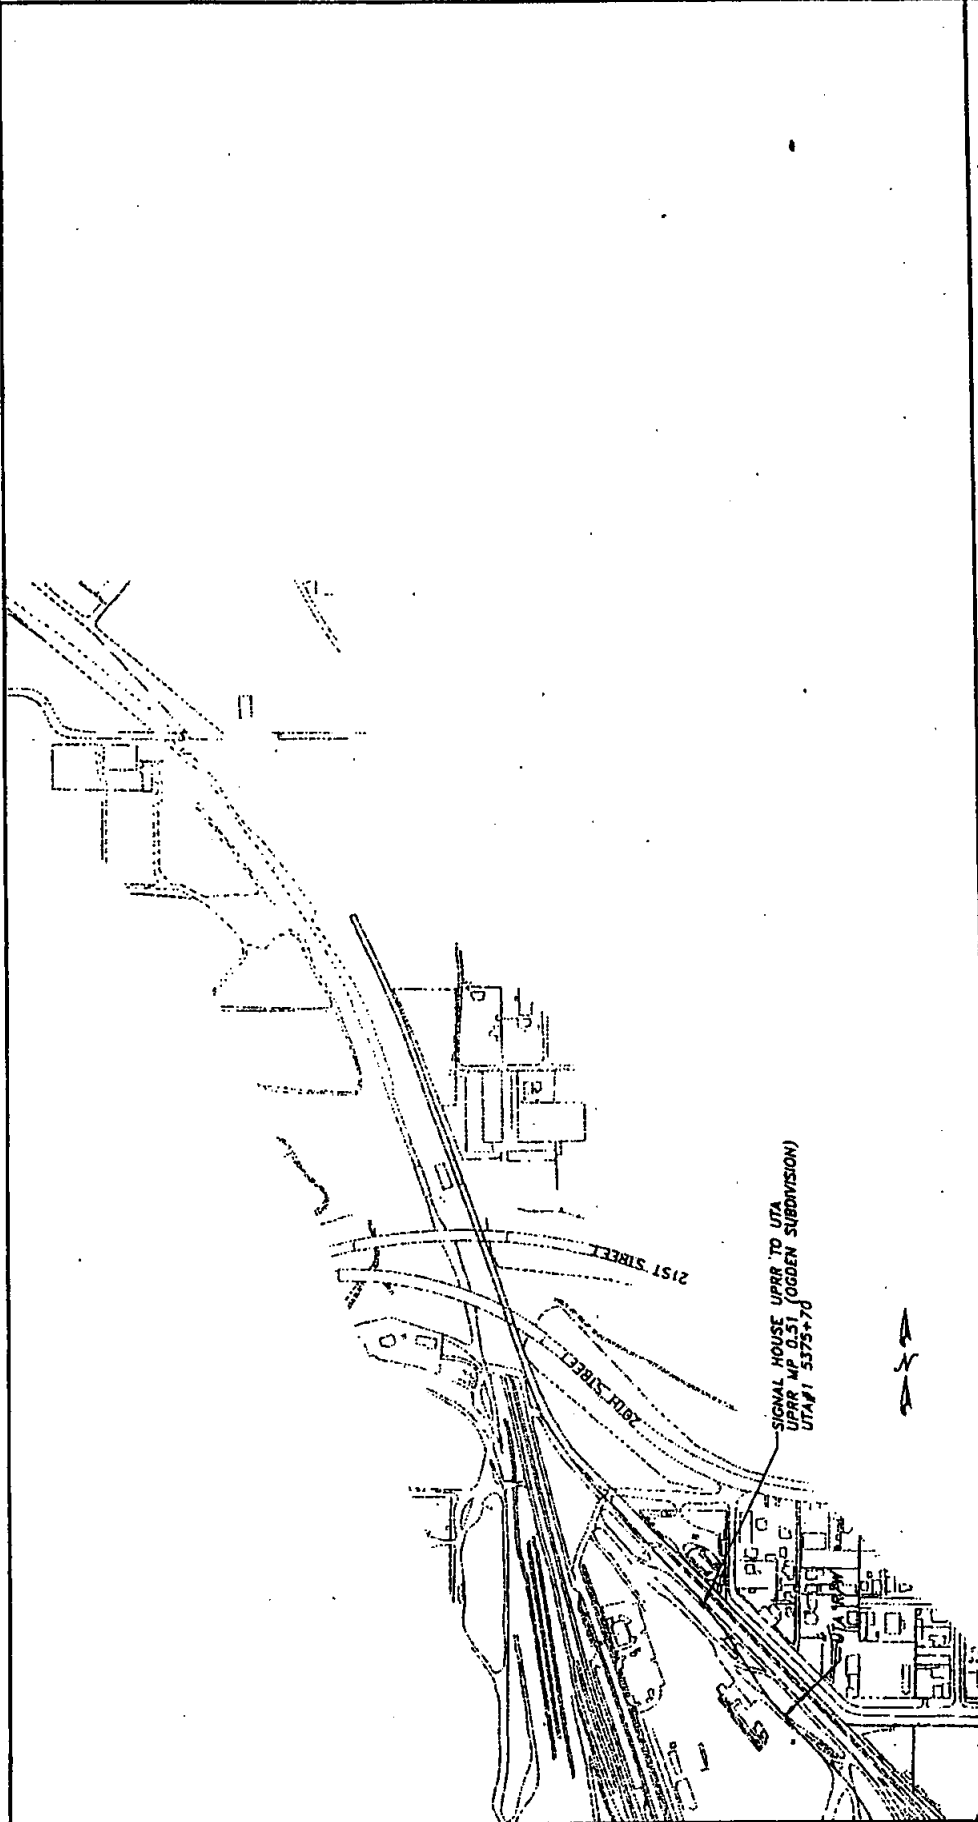 21ST STREET
20TH STREET
SIGNAL HOUSE UPRR TO UTA
UPRR MP 0.51 (OGDEN SUBDIVISION)
UTA#1 5375+70
N